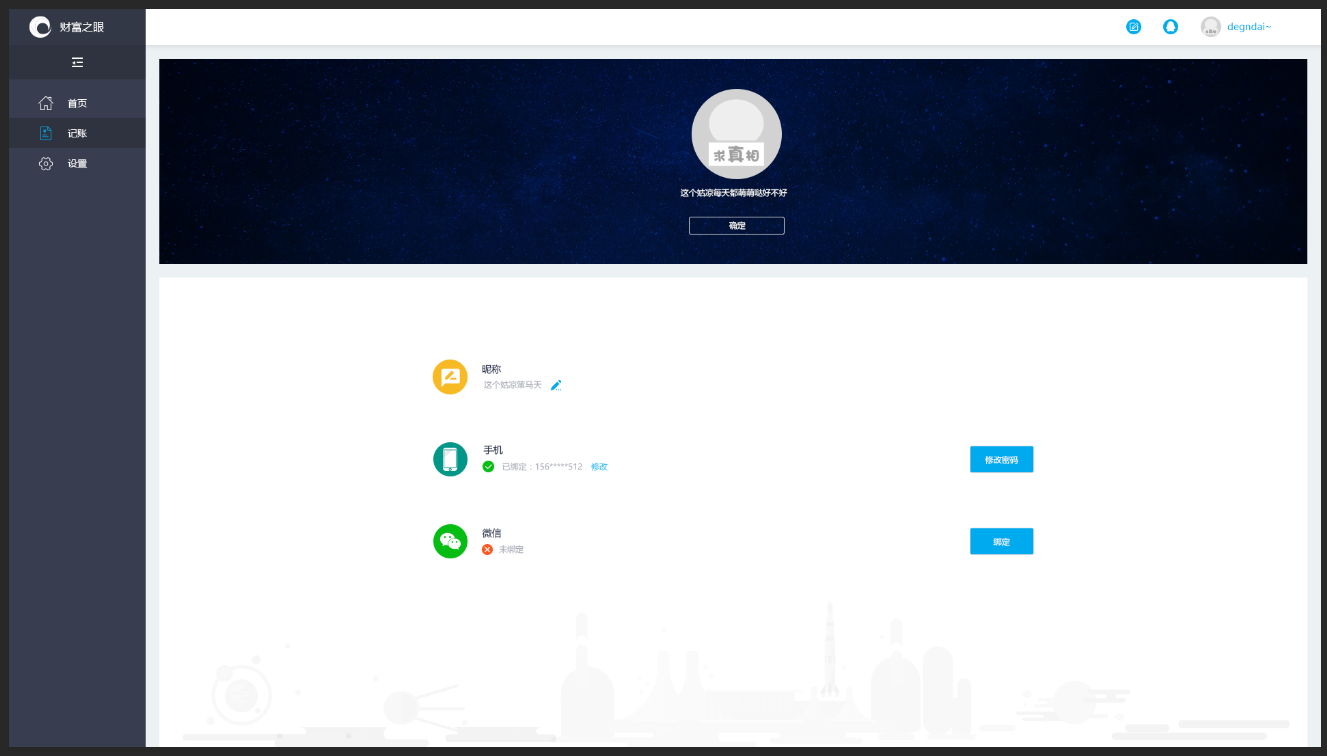 财富之眼
degndai~
首页
记账
设置
求真相
这个姑凉每天都萌萌哒好不好
确定
昵称
这个姑凉策马天
手机
已绑定：156*****512 修改
修改密码
微信
未绑定
绑定